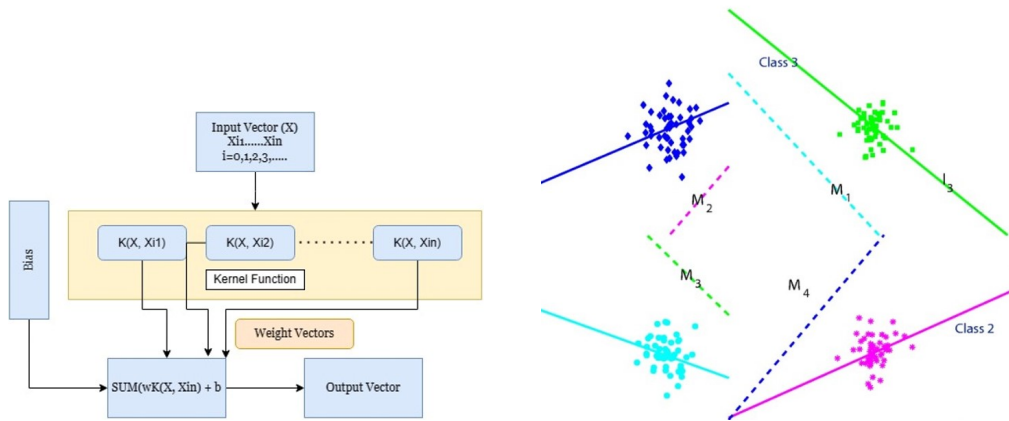 Input Vector (X)
Xi1......Xin
i=0,1,2,3,.....
Bias
K(X, Xi1)
K(X, Xi2)
K(X, Xin)
Kernel Function
Weight Vectors
SUM(wK(X, Xin) + b
Output Vector
Class 3
l3
M1
M2
M3
M4
Class 2